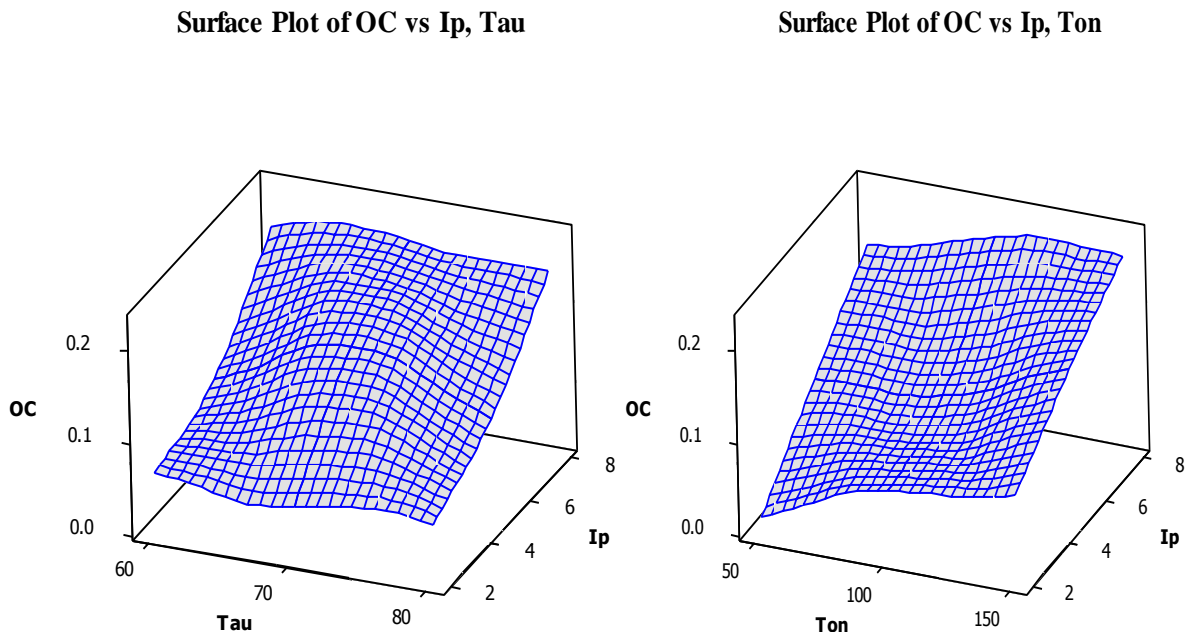 Surface Plot of OC vs Ip, Tau
0.2
OC
0.1
0.0
60
70
80
Tau
2
4
6
8
Ip
Surface Plot of OC vs Ip, Ton
0.2
OC
0.1
0.0
50
100
150
Ton
2
4
6
8
Ip